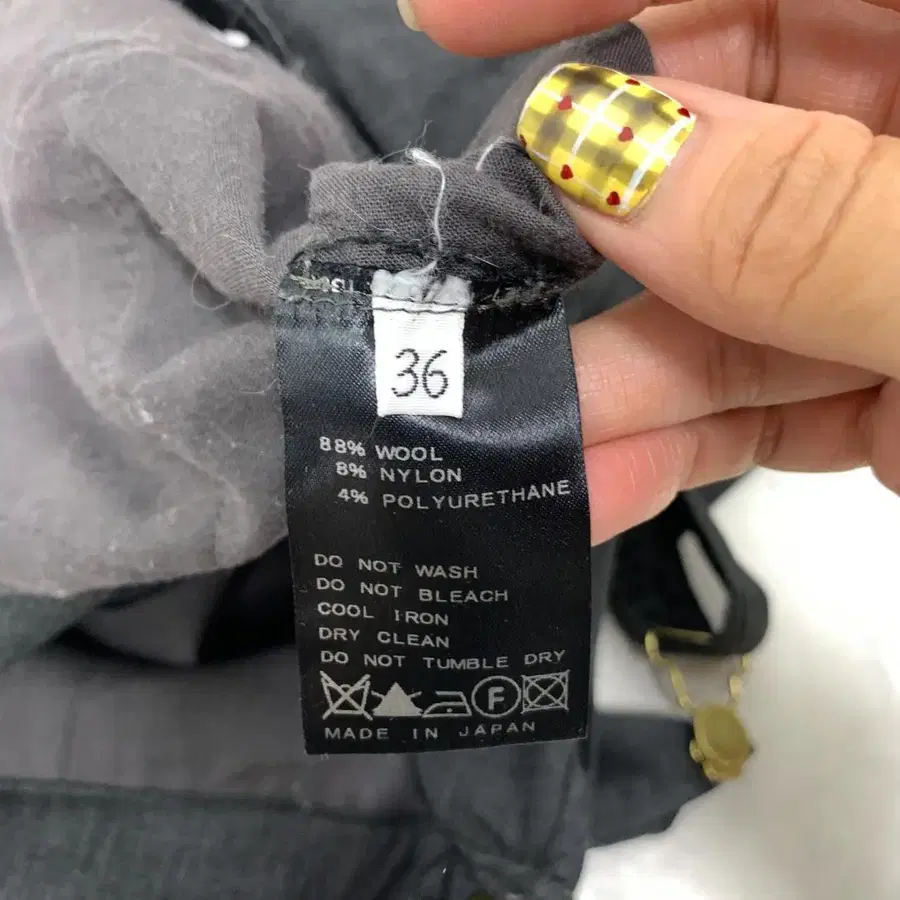 36
88% WOOL
8% NYLON
4% POLYURETHANE
DO NOT WASH
DO NOT BLEACH
COOL IRON
DRY CLEAN
DO NOT TUMBLE DRY
F
MADE IN JAPAN